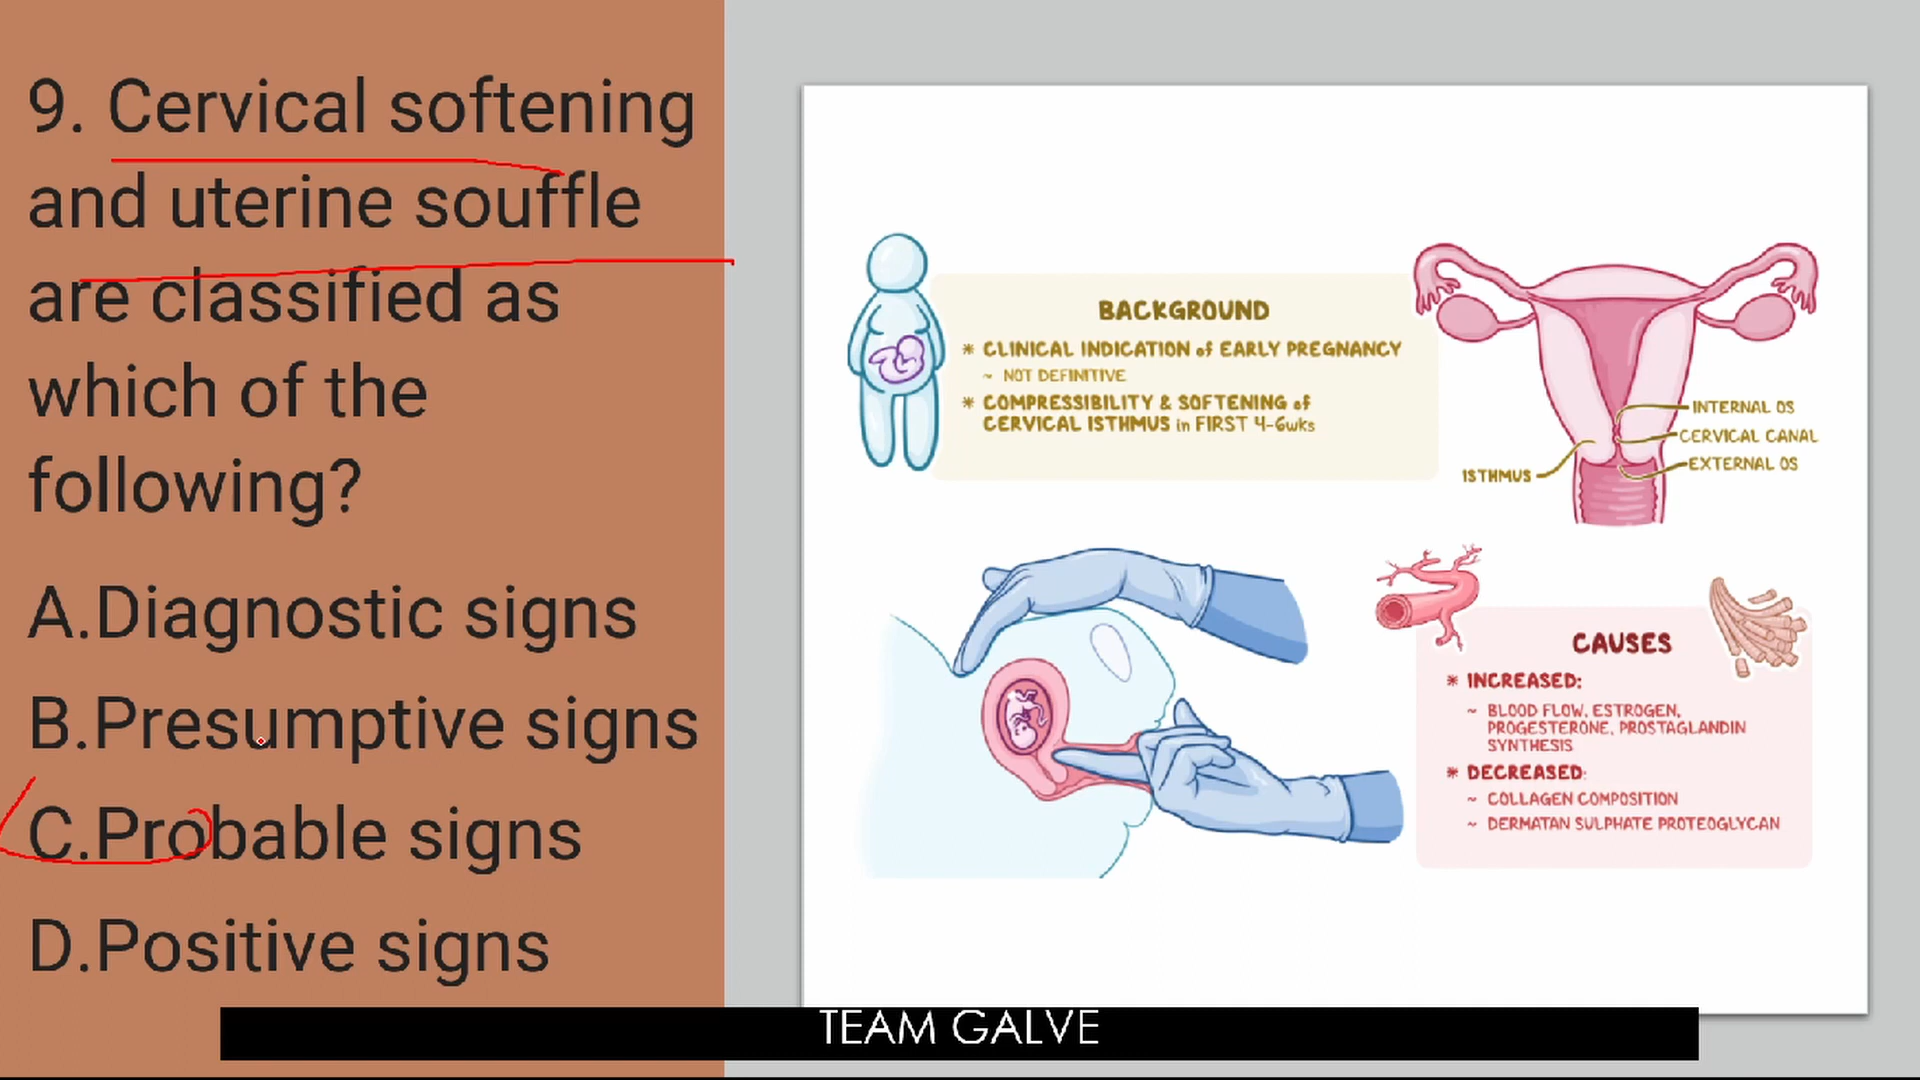 9. Cervical softening
and uterine souffle
are classified as
which of the
following?
A.Diagnostic signs
B.Presumptive signs
C.Probable signs
D.Positive signs
BACKGROUND
* CLINICAL INDICATION of EARLY PREGNANCY
~ NOT DEFINITIVE
* COMPRESSIBILITY & SOFTENING of
CERVICAL ISTHMUS in FIRST 4-6wks
INTERNAL OS
CERVICAL CANAL
EXTERNAL OS
ISTHMUS
CAUSES
* INCREASED:
~ BLOOD FLOW, ESTROGEN,
PROGESTERONE, PROSTAGLANDIN
SYNTHESIS
* DECREASED:
~ COLLAGEN COMPOSITION
~ DERMATAN SULPHATE PROTEOGLYCAN
TEAM GALVE